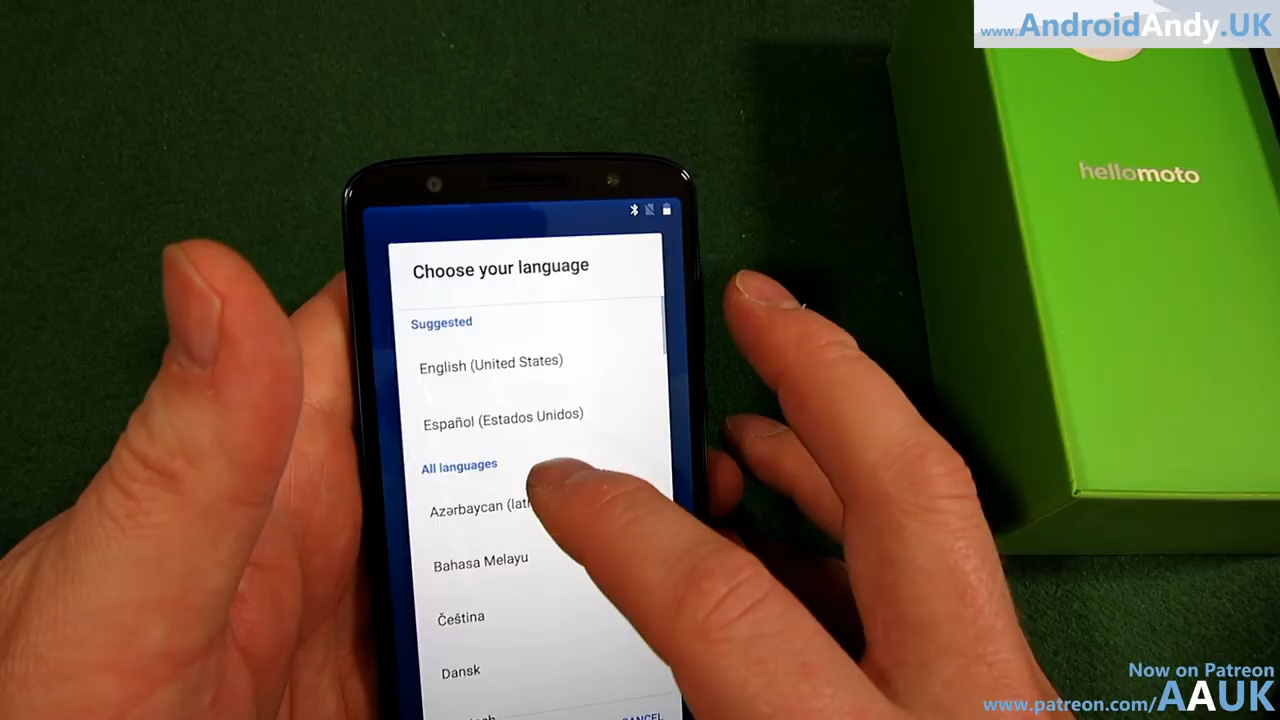 www.AndroidAndy.UK
hellomoto
Choose your language
Suggested
English (United States)
Español (Estados Unidos)
All languages
Azərbaycan
Bahasa Melayu
Čeština
Dansk
CANCEL
Now on Patreon
www.patreon.com/AAUK